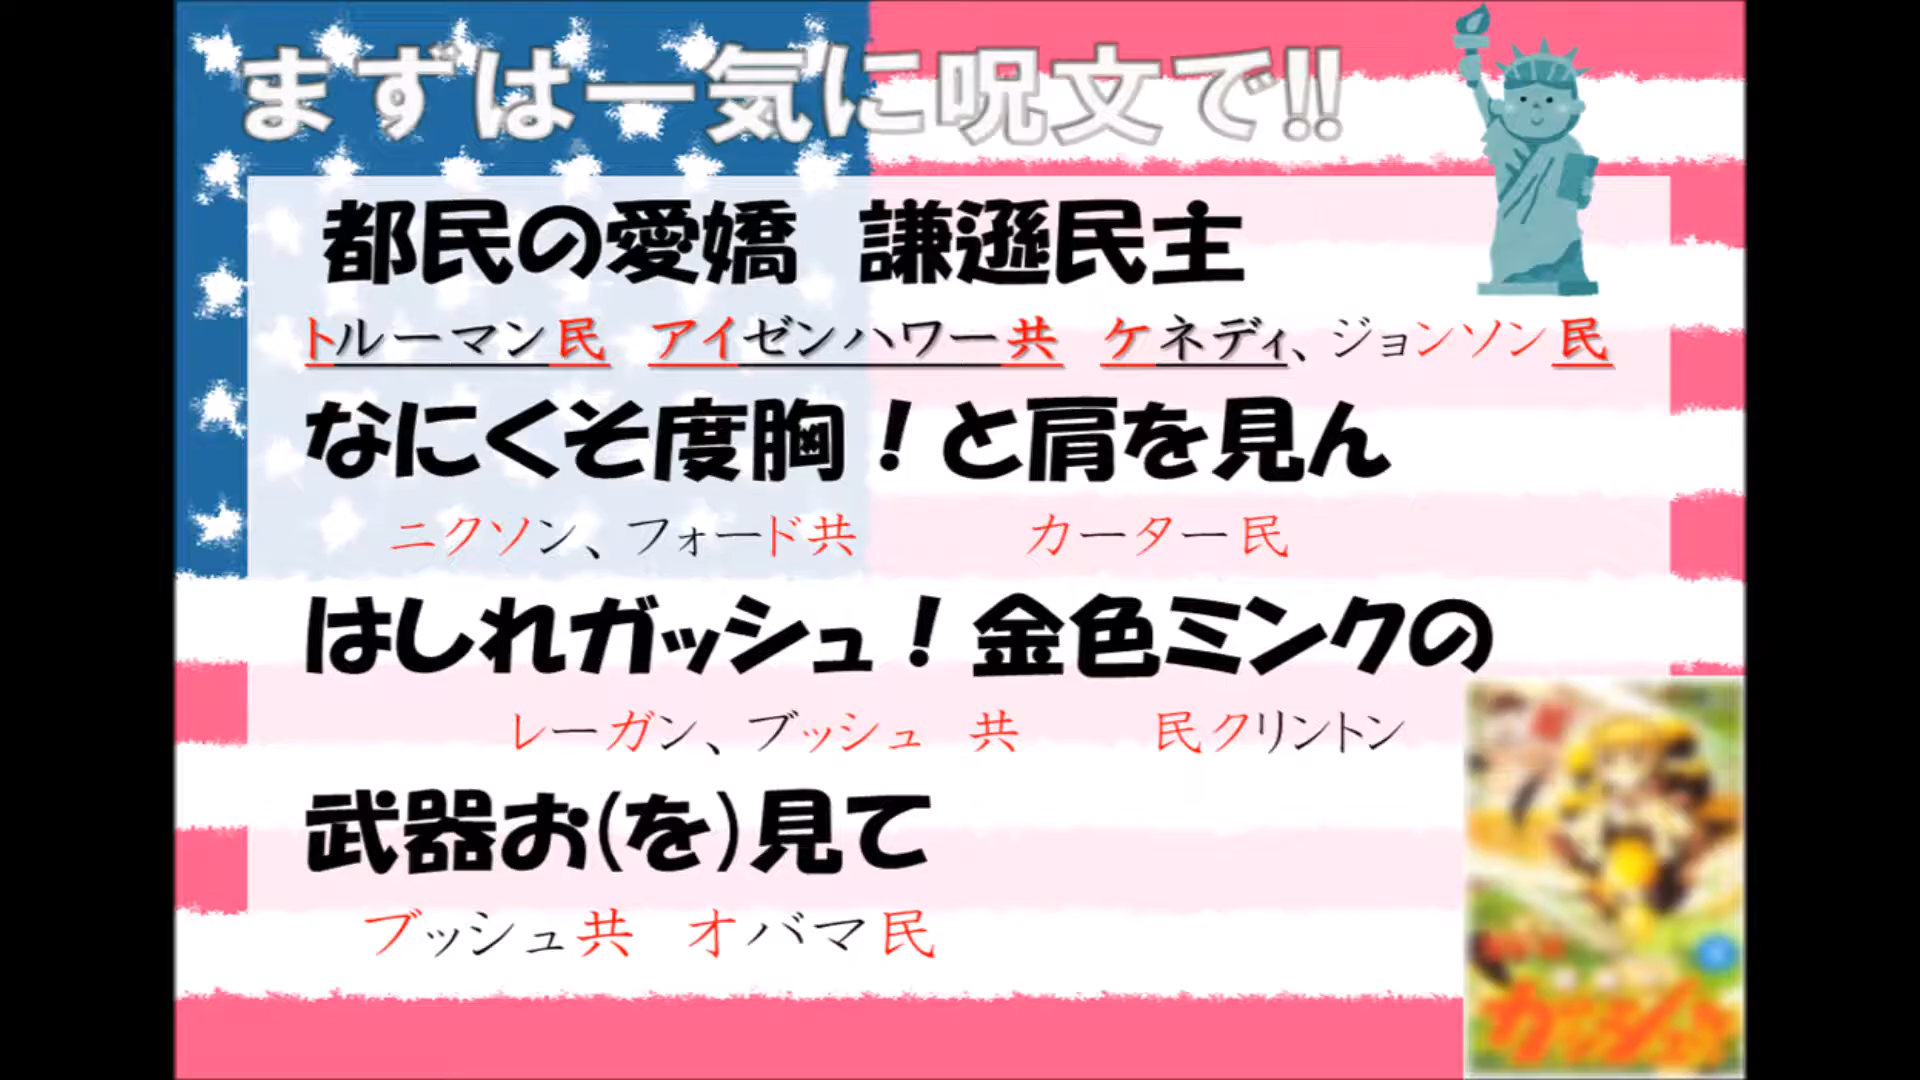 まずは一気に呪文で!!
都民の愛嬌 謙遜民主
トルーマン民 アイゼンハワー共 ケネディ、ジョンソン民
なにくそ度胸！と肩を見ん
ニクソン、フォード共 カーター民
はしれガッシュ！金色ミンクの
レーガン、ブッシュ 共 民クリントン
武器お(を)見て
ブッシュ共 オバマ民
ガッシュ